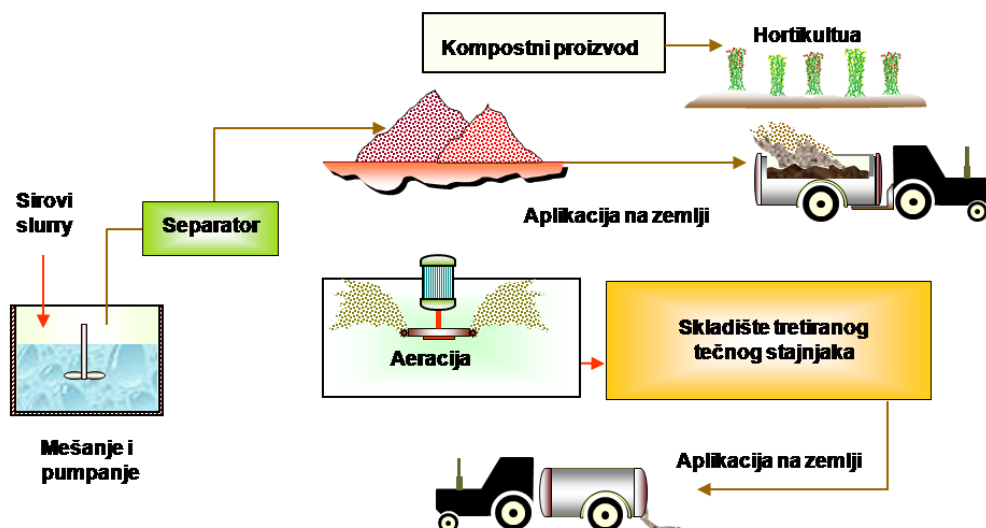 Kompostni proizvod
Hortikultua
Sirovi
slurry
Separator
Aplikacija na zemlji
Aeracija
Skladište tretiranog
tečnog stajnjaka
Mešanje i
pumpanje
Aplikacija na zemlji